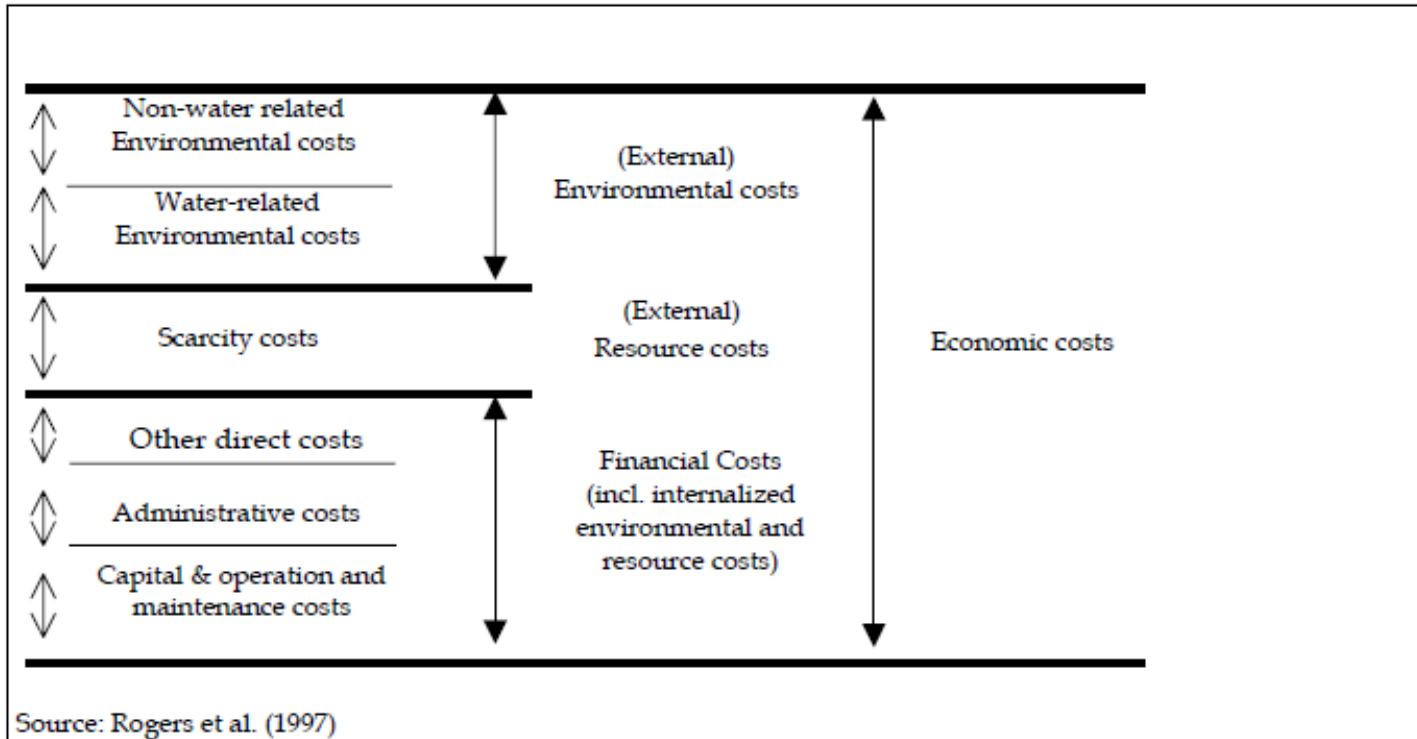 Non-water related
Environmental costs
Water-related
Environmental costs
(External)
Environmental costs
Scarcity costs
(External)
Resource costs
Economic costs
Other direct costs
Administrative costs
Capital & operation and
maintenance costs
Financial Costs
(incl. internalized
environmental and
resource costs)
Source: Rogers et al. (1997)